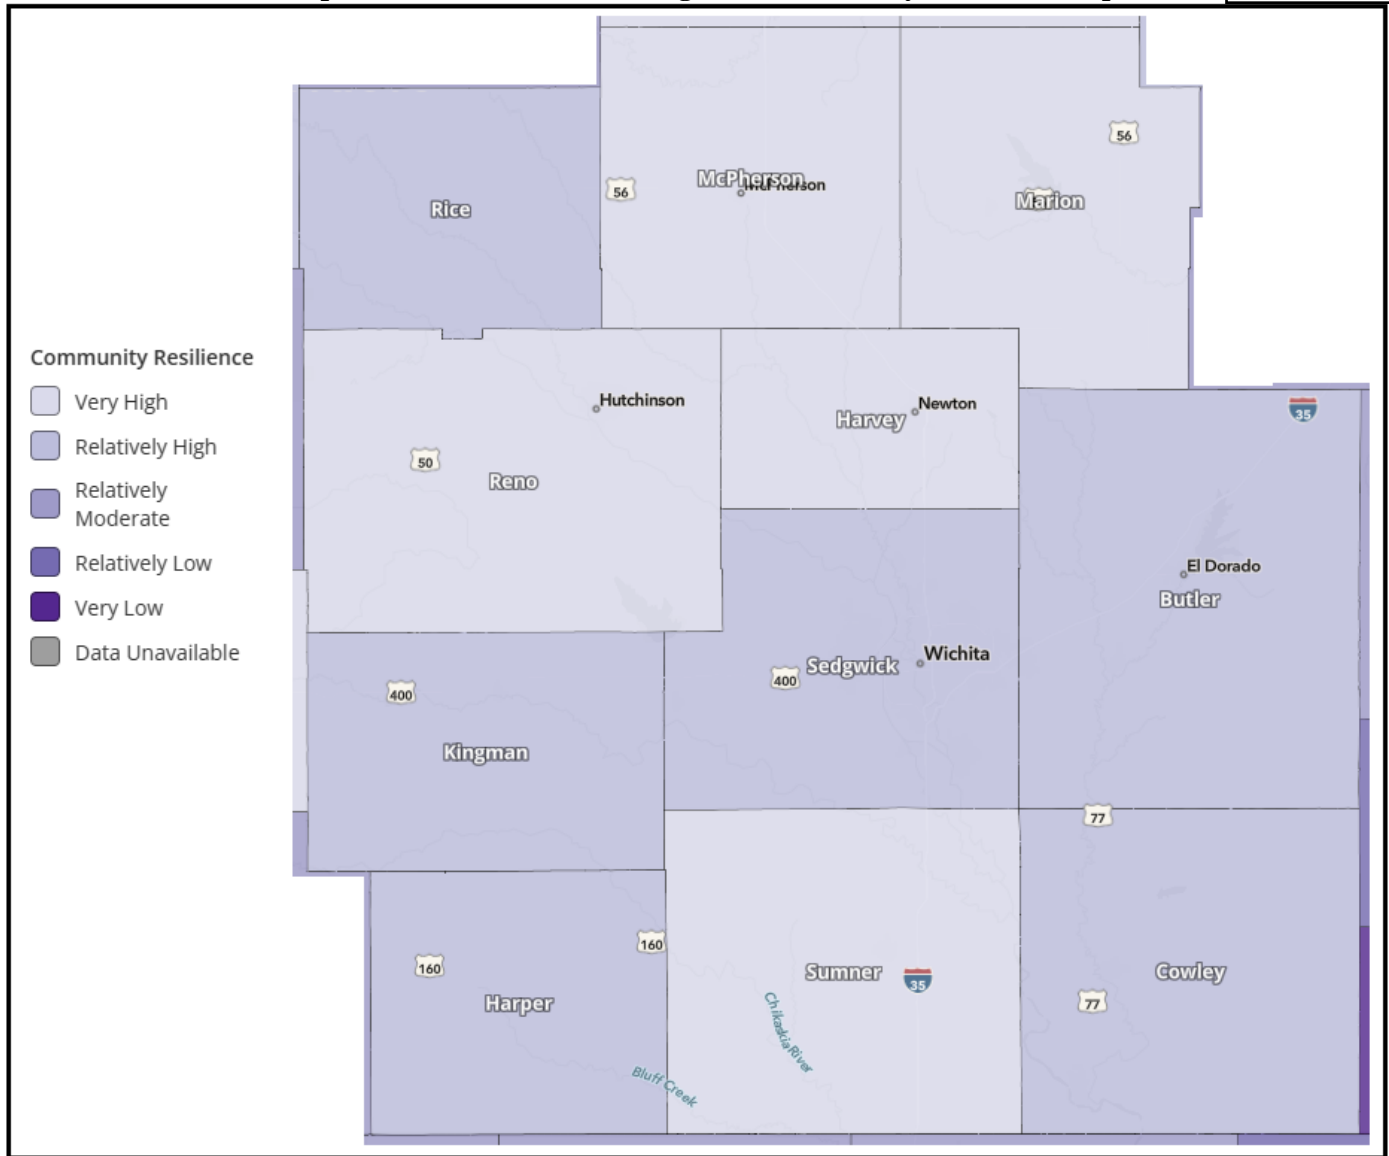 Community Resilience
Very High
Relatively High
Relatively
Moderate
Relatively Low
Very Low
Data Unavailable
56
McPherson
McPherson
56
Marion
Rice
Hutchinson
Newton
Harvey
35
50
Reno
El Dorado
Butler
Wichita
Sedgwick
400
400
Kingman
77
160
160
Harper
Sumner
35
Cowley
77
Chikaskia River
Bluff Creek